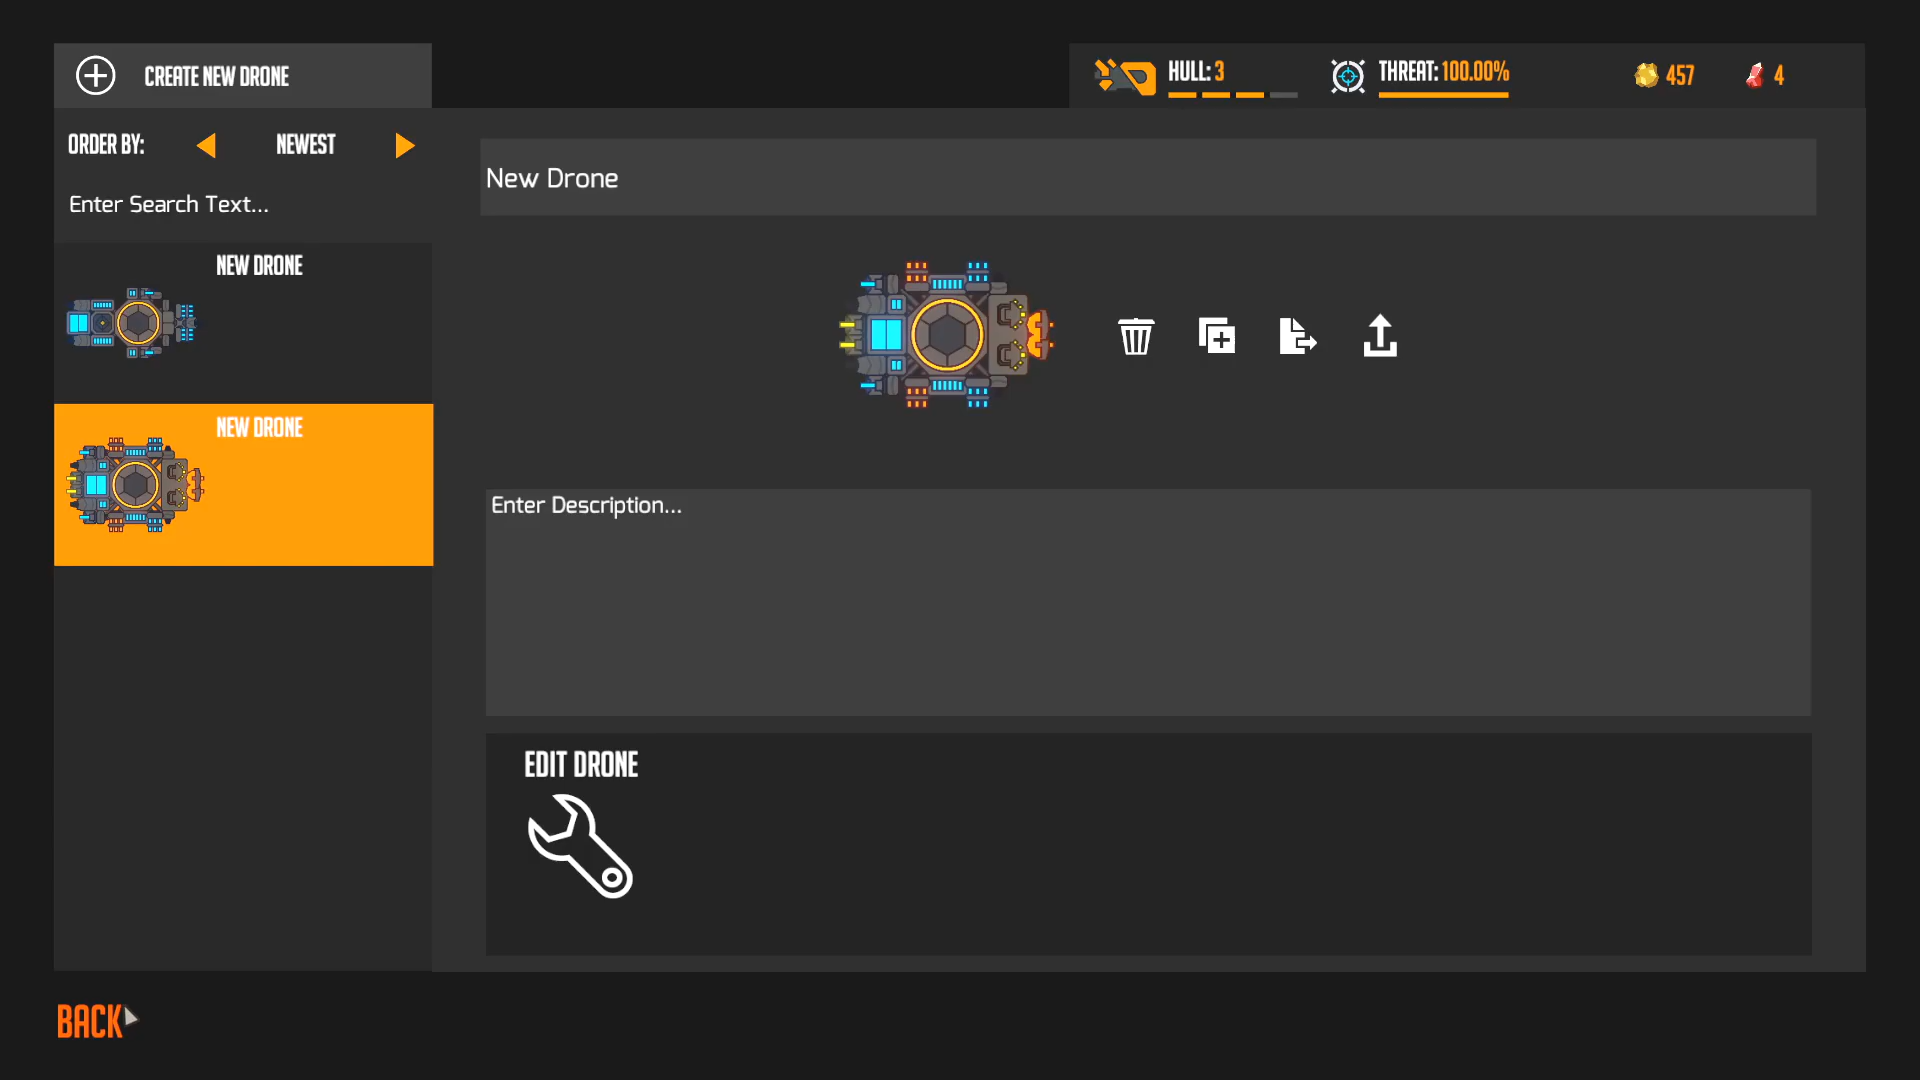 CREATE NEW DRONE
HULL: 3
THREAT: 100.00%
457
4
ORDER BY:
NEWEST
Enter Search Text...
New Drone
NEW DRONE
NEW DRONE
Enter Description...
EDIT DRONE
BACK